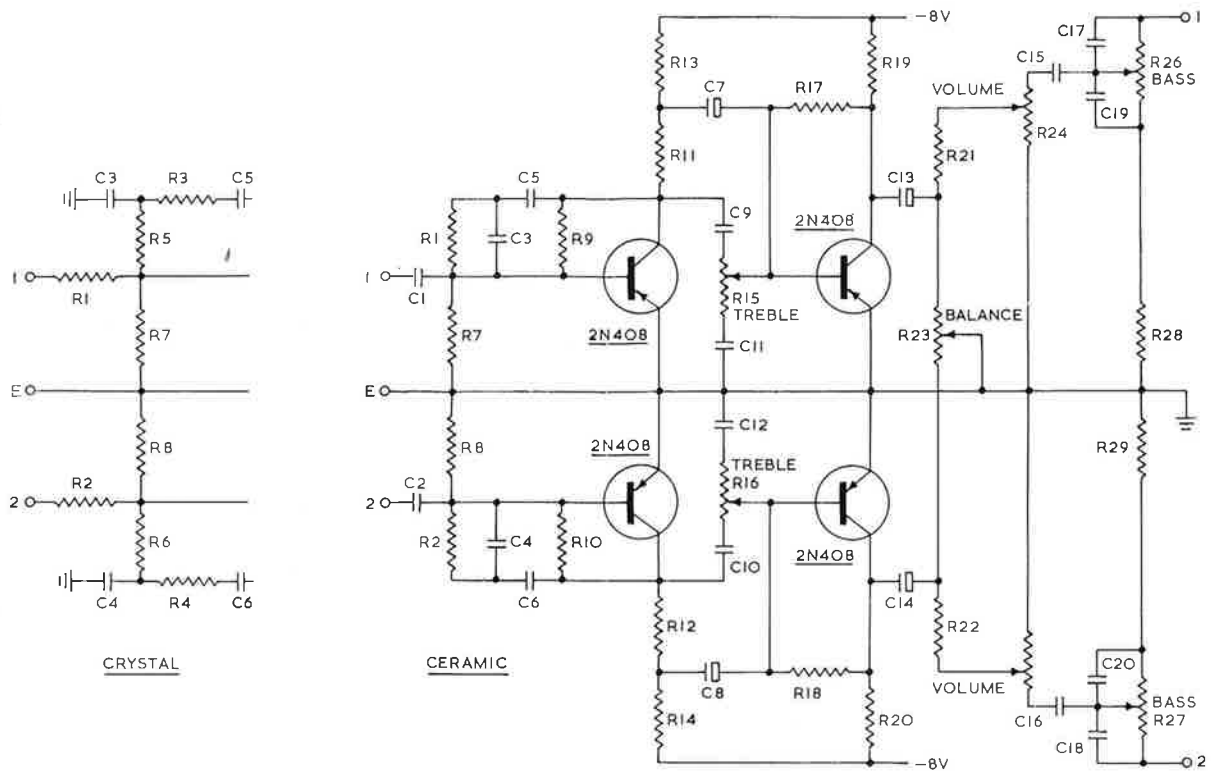 -8V
C17
1
R13
R19
C15
R26
BASS
C7
R17
VOLUME
C19
R24
R11
R21
C3
R3
C5
C5
C13
C9
2N408
R5
R1
C3
R9
1
R1
1
C1
R15
TREBLE
BALANCE
R23
R28
R7
R7
2N408
C11
E
E
C12
R8
R8
2N408
TREBLE
R16
R29
R2
C2
2
2
R6
R2
C4
R10
2N408
C10
C4
R4
C6
C6
C14
R12
R22
C20
CRYSTAL
CERAMIC
C8
R18
VOLUME
BASS
R27
R14
R20
C16
C18
-8V
2